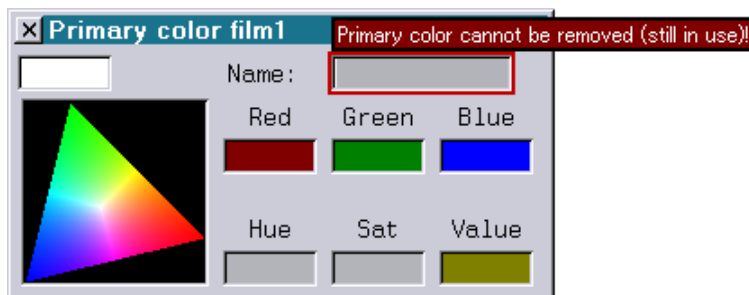 Primary color film1
Primary color cannot be removed (still in use)!
Name:
Red Green Blue
Hue Sat Value